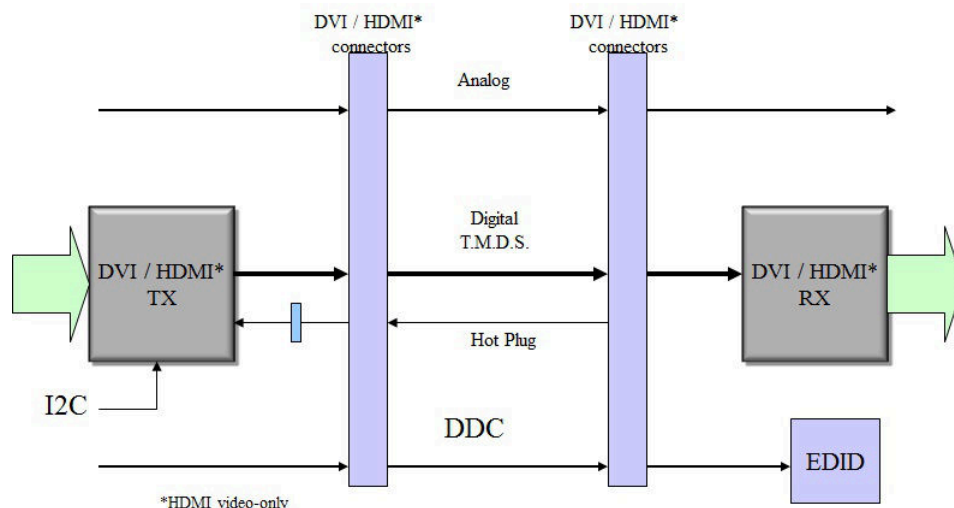 DVI / HDMI*
connectors
DVI / HDMI*
connectors
Analog
Digital
T.M.D.S.
DVI / HDMI*
TX
DVI / HDMI*
RX
Hot Plug
I2C
DDC
EDID
*HDMI video-only